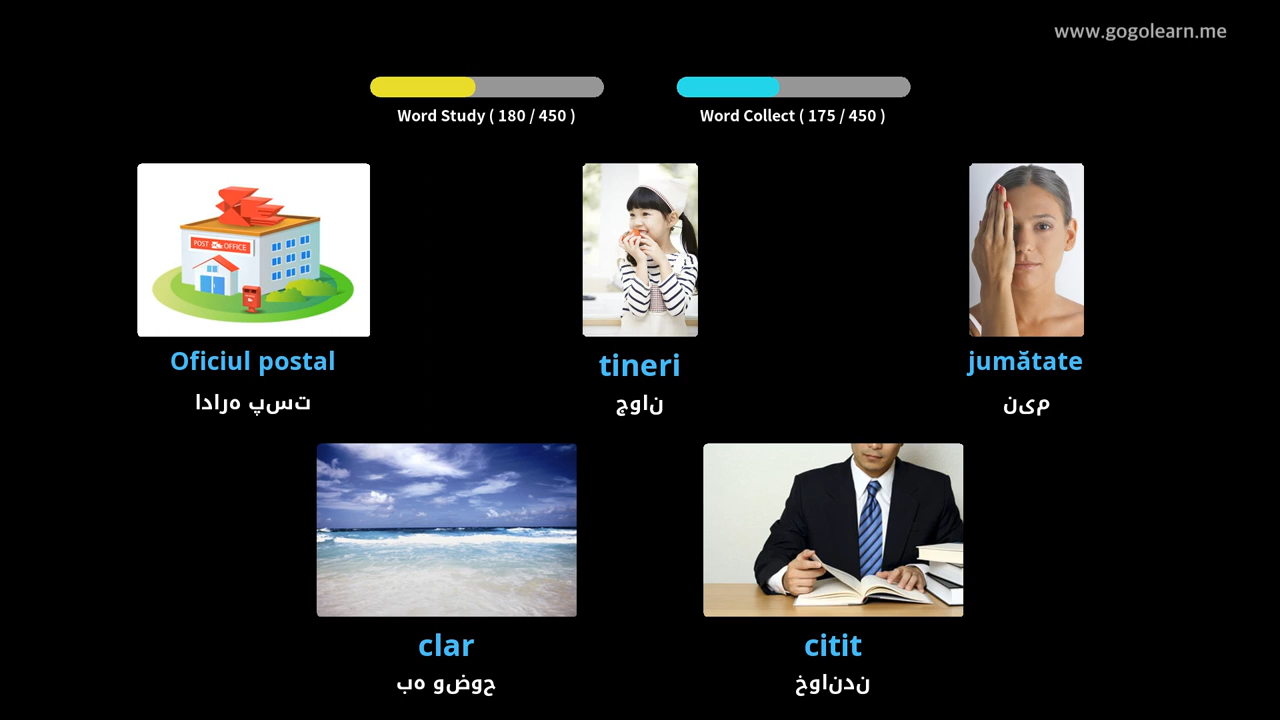 www.gogolearn.me
Word Study ( 180 / 450 )
Word Collect ( 175 / 450 )
POST OFFICE
Oficiul postal
اداره پست
tineri
جوان
jumătate
نیم
clar
به وضوح
citit
خواندن